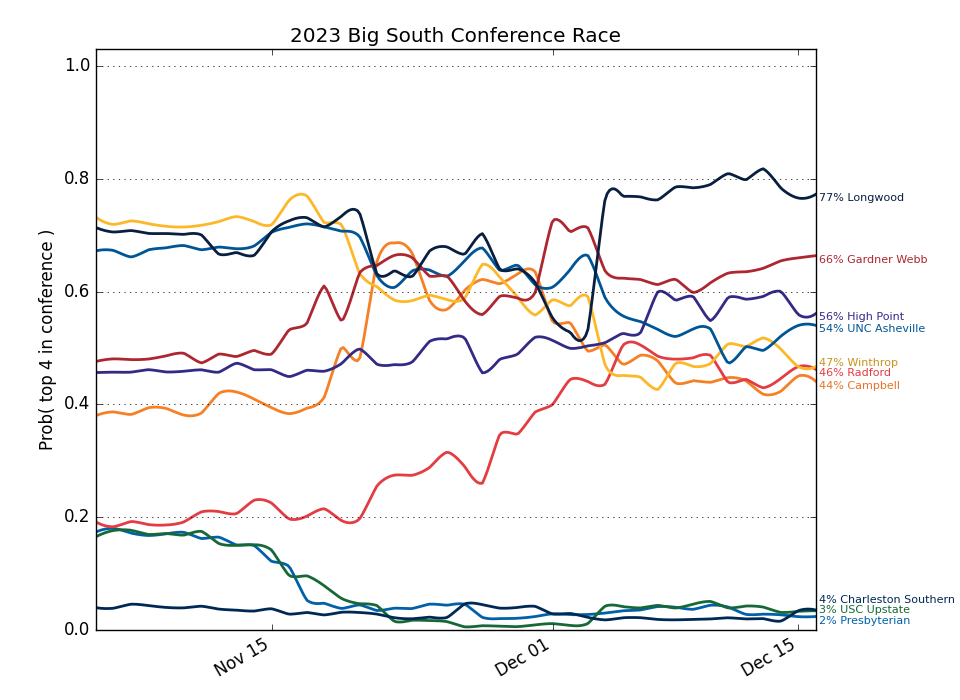 2023 Big South Conference Race
Prob( top 4 in conference )
1.0
0.8
0.6
0.4
0.2
0.0
Nov 15
Dec 01
Dec 15
77% Longwood
66% Gardner Webb
56% High Point
54% UNC Asheville
47% Winthrop
46% Radford
44% Campbell
4% Charleston Southern
3% USC Upstate
2% Presbyterian